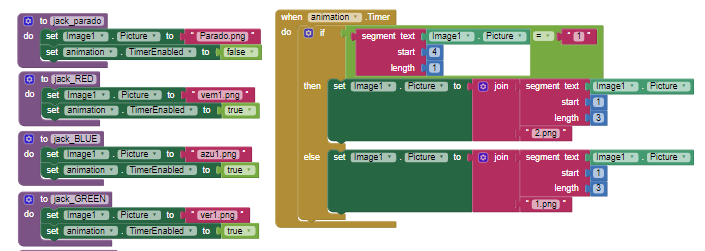 to jack_parado
do set Image1 . Picture to " Parado.png "
set animation . TimerEnabled to false
to jack_RED
do set Image1 . Picture to " vem1.png "
set animation . TimerEnabled to true
to jack_BLUE
do set Image1 . Picture to " azu1.png "
set animation . TimerEnabled to true
to jack_GREEN
do set Image1 . Picture to " ver1.png "
set animation . TimerEnabled to true
when animation .Timer
do if segment text Image1 . Picture = " 1 "
start 4
length 1
then set Image1 . Picture to join segment text Image1 . Picture
start 1
length 3
" 2.png "
else set Image1 . Picture to join segment text Image1 . Picture
start 1
length 3
" 1.png "